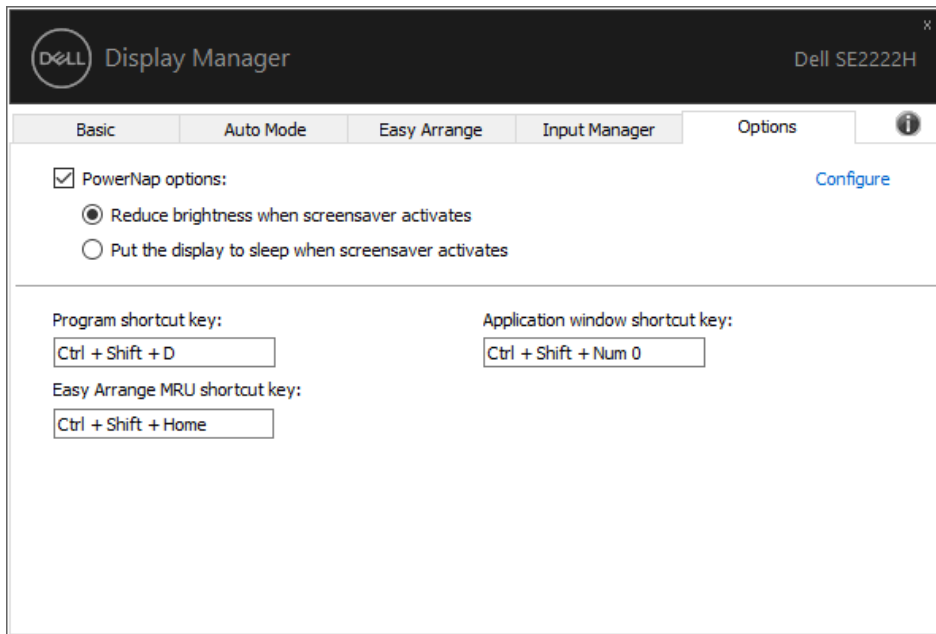 x
DELL Display Manager
Dell SE2222H
Basic Auto Mode Easy Arrange Input Manager Options i
PowerNap options: Configure
Reduce brightness when screensaver activates
Put the display to sleep when screensaver activates
Program shortcut key: Application window shortcut key:
Ctrl + Shift + D Ctrl + Shift + Num 0
Easy Arrange MRU shortcut key:
Ctrl + Shift + Home